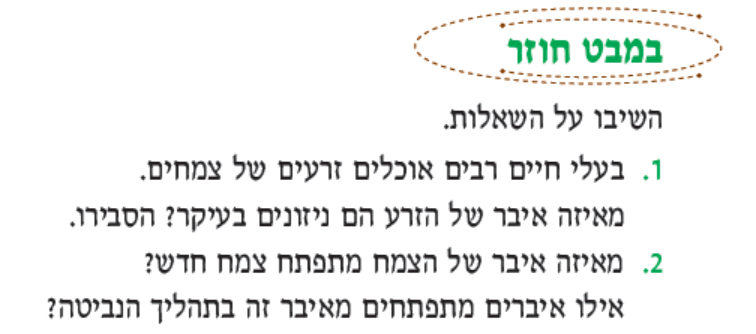 במבט חוזר
השיבו על השאלות.
1. בעלי חיים רבים אוכלים זרעים של צמחים.
מאיזה איבר של הזרע הם ניזונים בעיקר? הסבירו.
2. מאיזה איבר של הצמח מתפתח צמח חדש?
אילו איברים מתפתחים מאיבר זה בתהליך הנביטה?